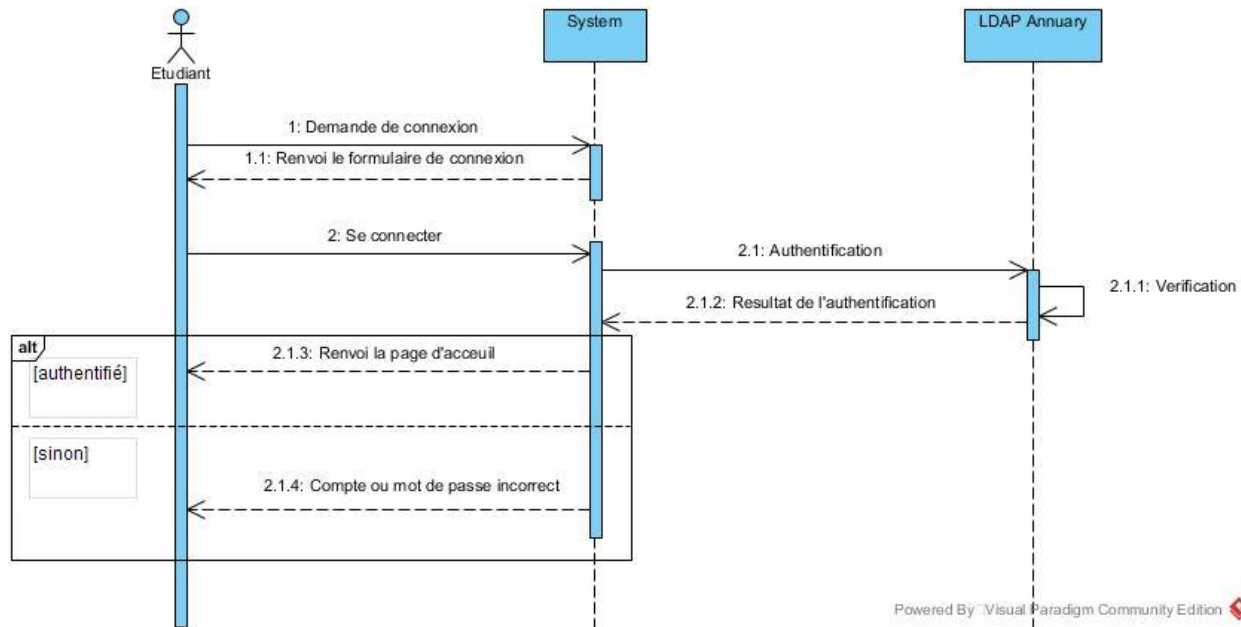 System
LDAP Annuary
Etudiant
1: Demande de connexion
1.1: Renvoi le formulaire de connexion
2: Se connecter
2.1: Authentification
2.1.1: Verification
2.1.2: Resultat de l'authentification
alt
2.1.3: Renvoi la page d'acceuil
[authentifié]
[sinon]
2.1.4: Compte ou mot de passe incorrect
Powered By Visual Paradigm Community Edition